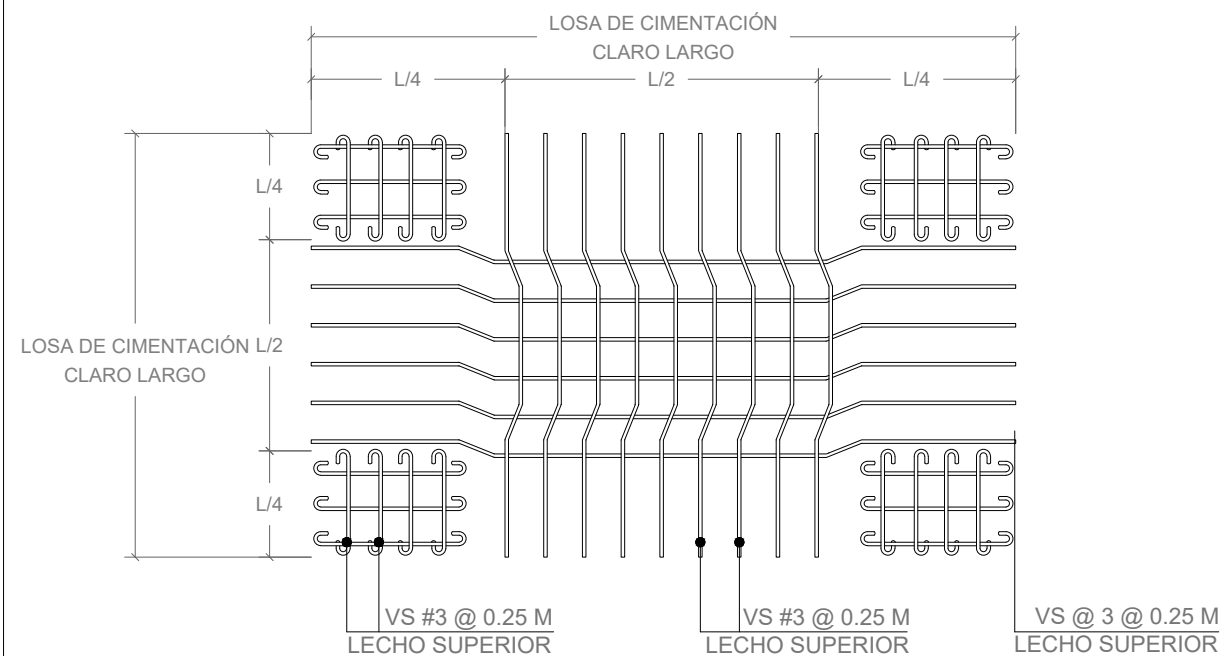 LOSA DE CIMENTACIÓN
CLARO LARGO
L/4
L/2
L/4
L/4
LOSA DE CIMENTACIÓN L/2
CLARO LARGO
L/4
VS #3 @ 0.25 M
LECHO SUPERIOR
VS #3 @ 0.25 M
LECHO SUPERIOR
VS @ 3 @ 0.25 M
LECHO SUPERIOR